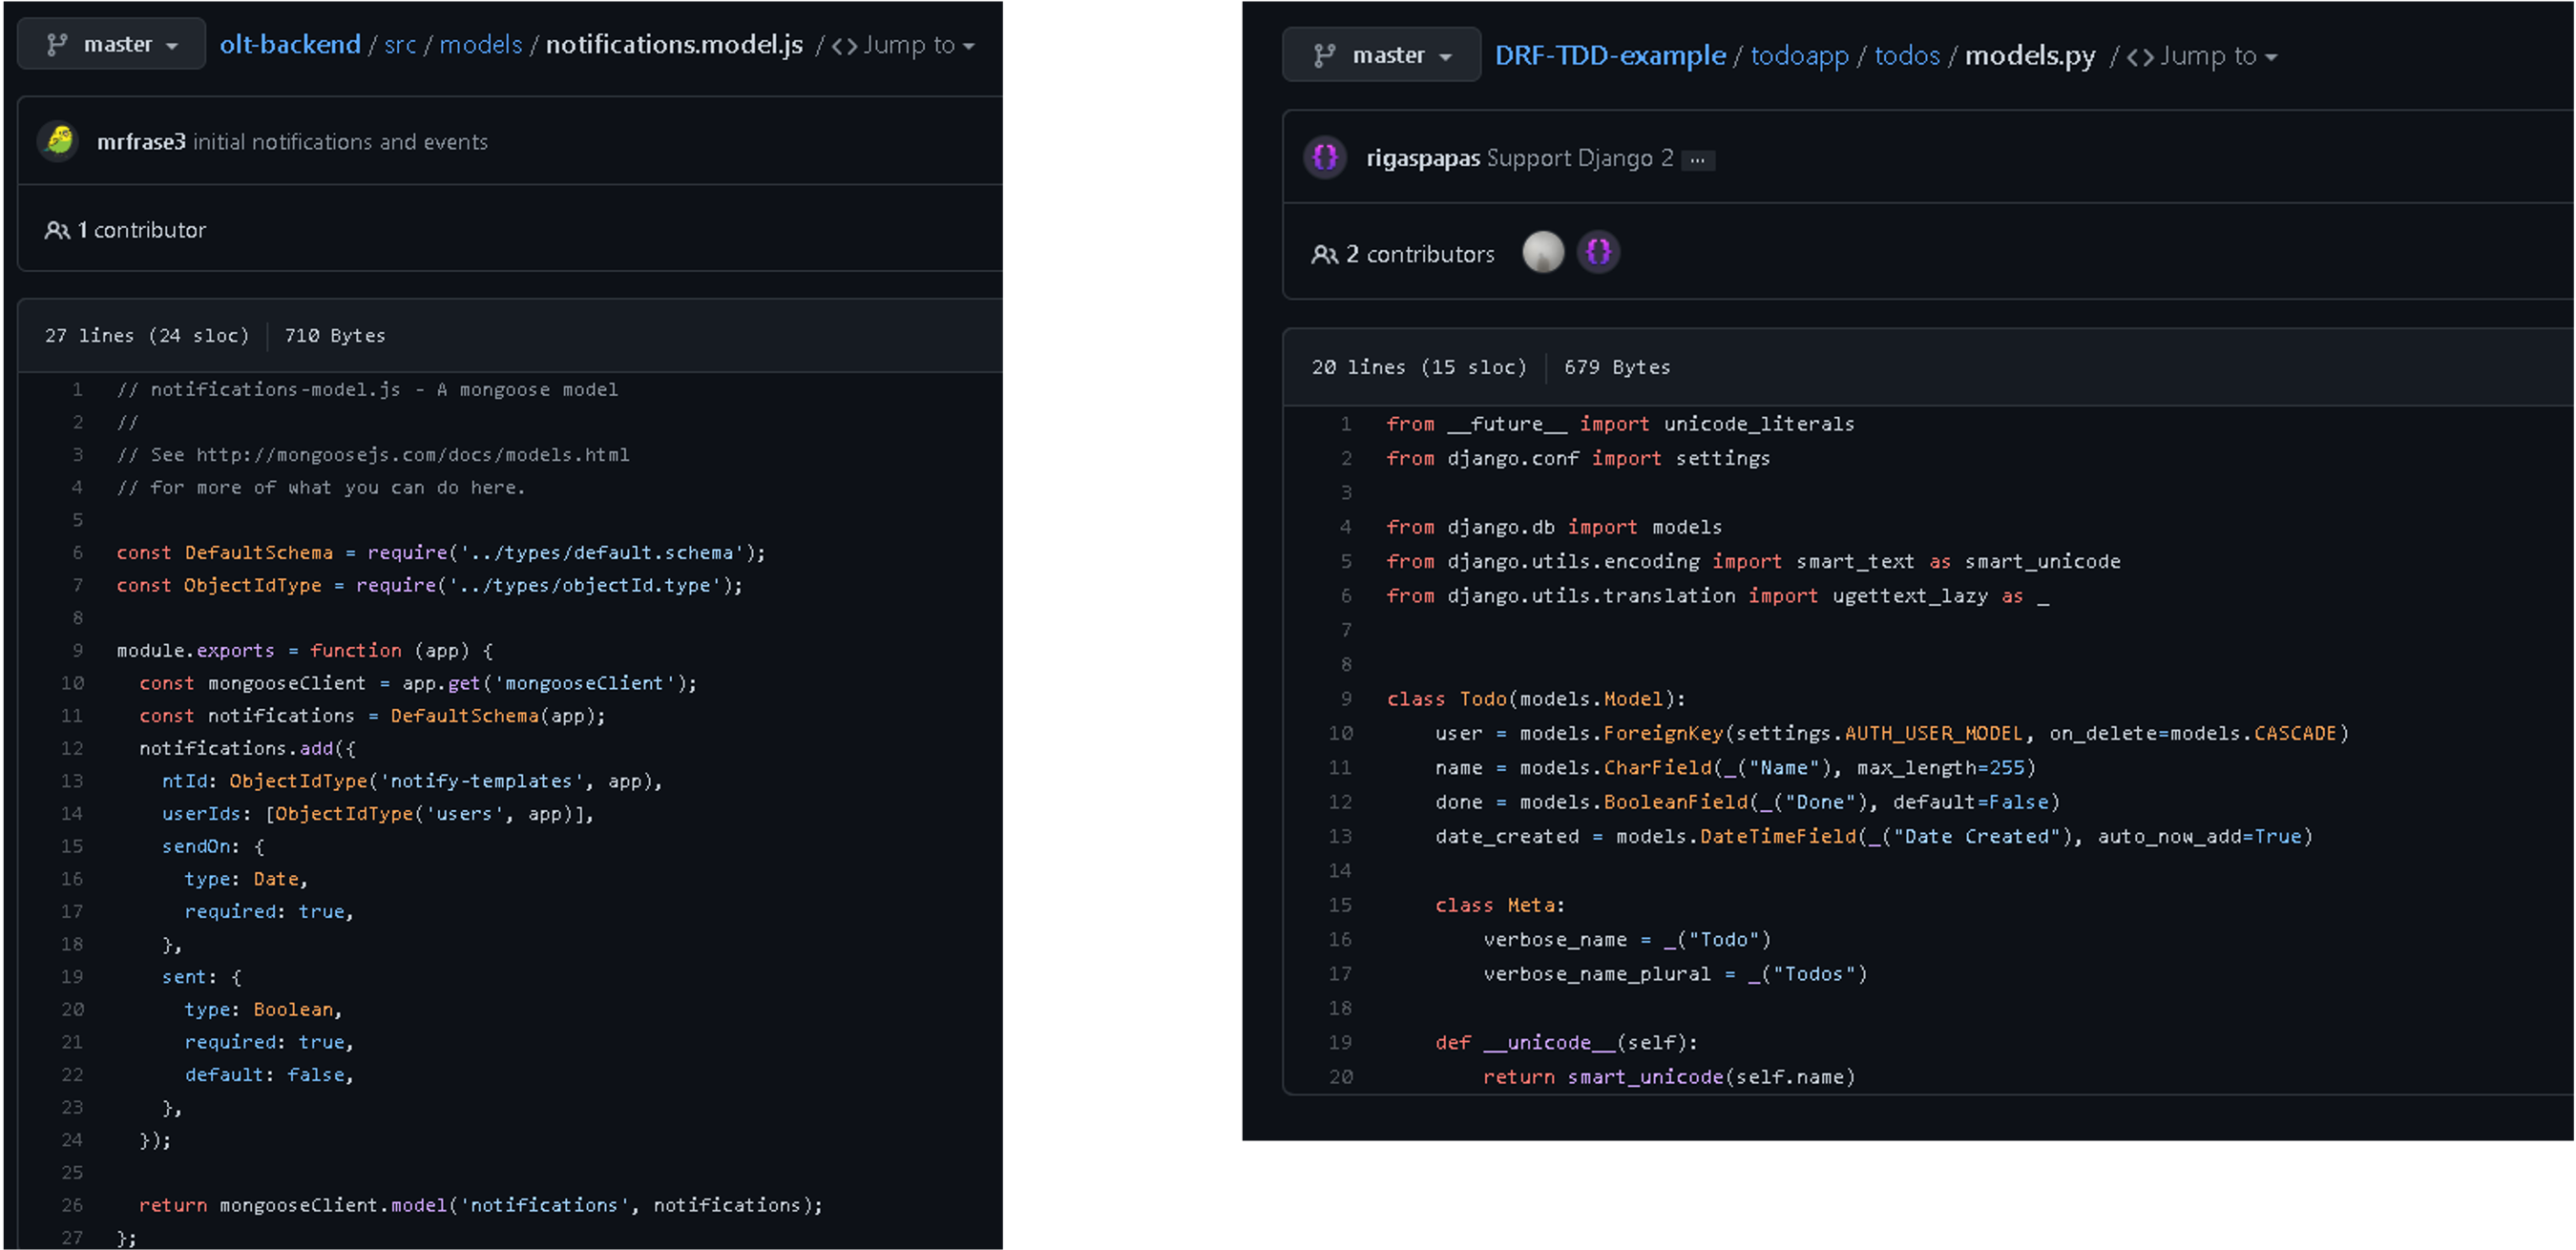 master olt-backend / src / models / notifications.model.js / <> Jump to
mrfrase3 initial notifications and events
1 contributor
27 lines (24 sloc) 710 Bytes
1 // notifications-model.js - A mongoose model
2 //
3 // See http://mongoosejs.com/docs/models.html
4 // for more of what you can do here.
5
6 const DefaultSchema = require('../types/default.schema');
7 const ObjectIdType = require('../types/objectId.type');
8
9 module.exports = function (app) {
10 const mongooseClient = app.get('mongooseClient');
11 const notifications = DefaultSchema(app);
12 notifications.add({
13 ntId: ObjectIdType('notify-templates', app),
14 userIds: [ObjectIdType('users', app)],
15 sendOn: {
16 type: Date,
17 required: true,
18 },
19 sent: {
20 type: Boolean,
21 required: true,
22 default: false,
23 },
24 });
25
26 return mongooseClient.model('notifications', notifications);
27 };
master DRF-TDD-example / todoapp / todos / models.py / <> Jump to
rigaspapas Support Django 2 ...
2 contributors
20 lines (15 sloc) 679 Bytes
1 from __future__ import unicode_literals
2 from django.conf import settings
3
4 from django.db import models
5 from django.utils.encoding import smart_text as smart_unicode
6 from django.utils.translation import ugettext_lazy as _
7
8
9 class Todo(models.Model):
10 user = models.ForeignKey(settings.AUTH_USER_MODEL, on_delete=models.CASCADE)
11 name = models.CharField(_("Name"), max_length=255)
12 done = models.BooleanField(_("Done"), default=False)
13 date_created = models.DateTimeField(_("Date Created"), auto_now_add=True)
14
15 class Meta:
16 verbose_name = _("Todo")
17 verbose_name_plural = _("Todos")
18
19 def __unicode__(self):
20 return smart_unicode(self.name)